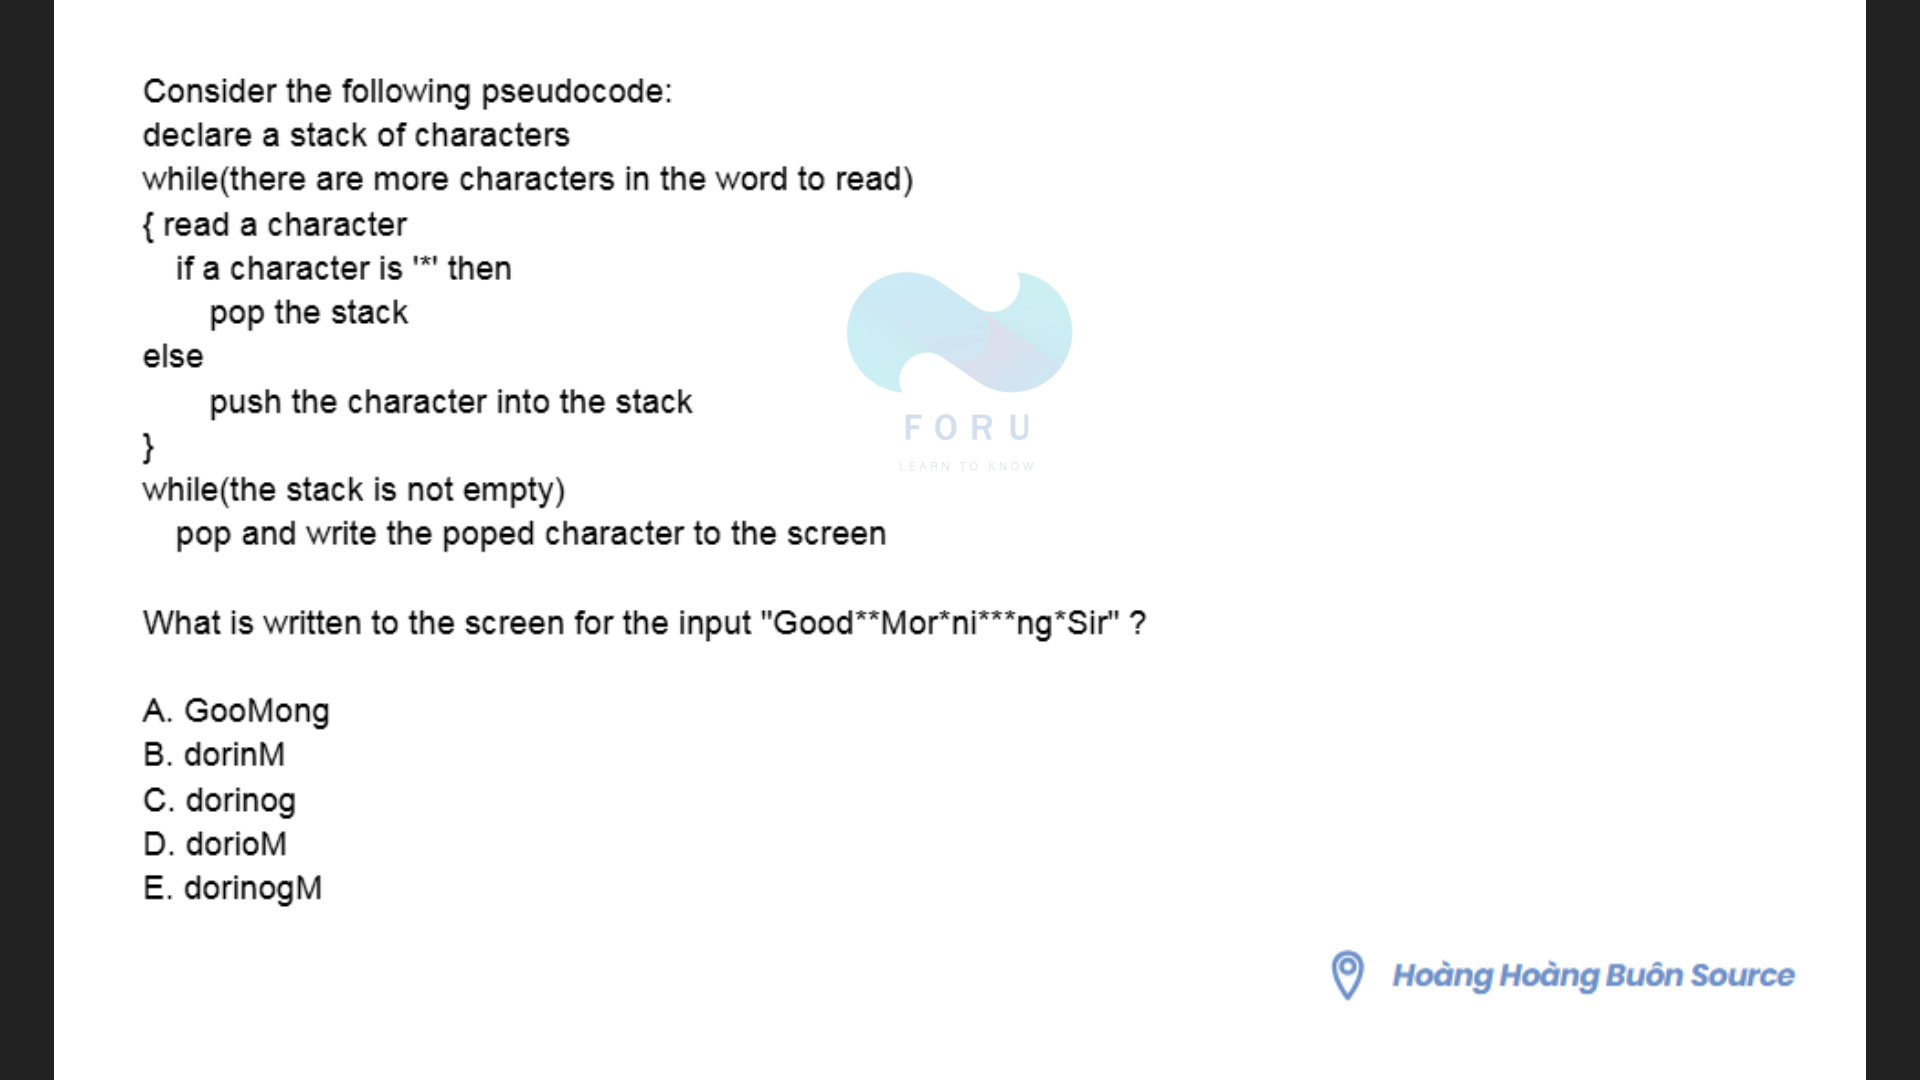 Consider the following pseudocode:
declare a stack of characters
while(there are more characters in the word to read)
{ read a character
if a character is '*' then
pop the stack
else
push the character into the stack
}
while(the stack is not empty)
pop and write the poped character to the screen
What is written to the screen for the input "Good**Mor*ni***ng*Sir" ?
A. GooMong
B. dorinM
C. dorinog
D. dorioM
E. dorinogM
FORU
LEARN TO KNOW
Hoàng Hoàng Buôn Source